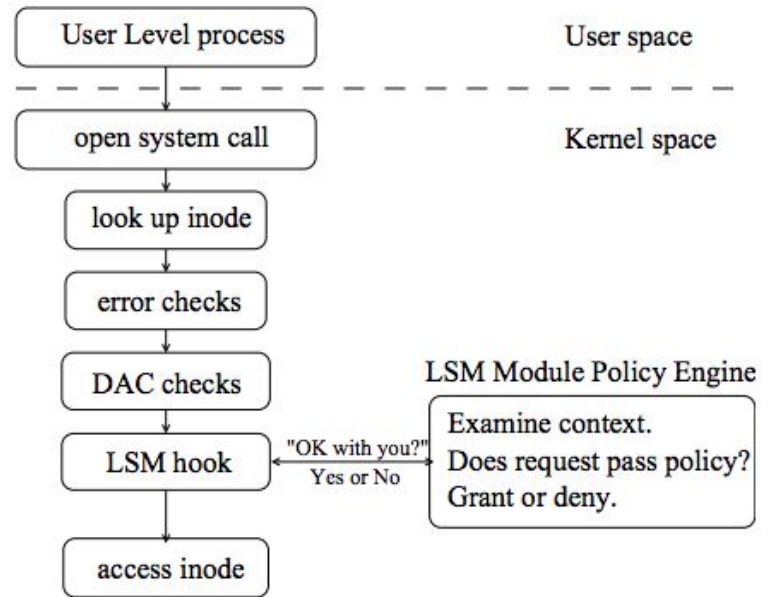 User Level process
User space
open system call
Kernel space
look up inode
error checks
DAC checks
LSM Module Policy Engine
LSM hook
"OK with you?"
Yes or No
Examine context.
Does request pass policy?
Grant or deny.
access inode